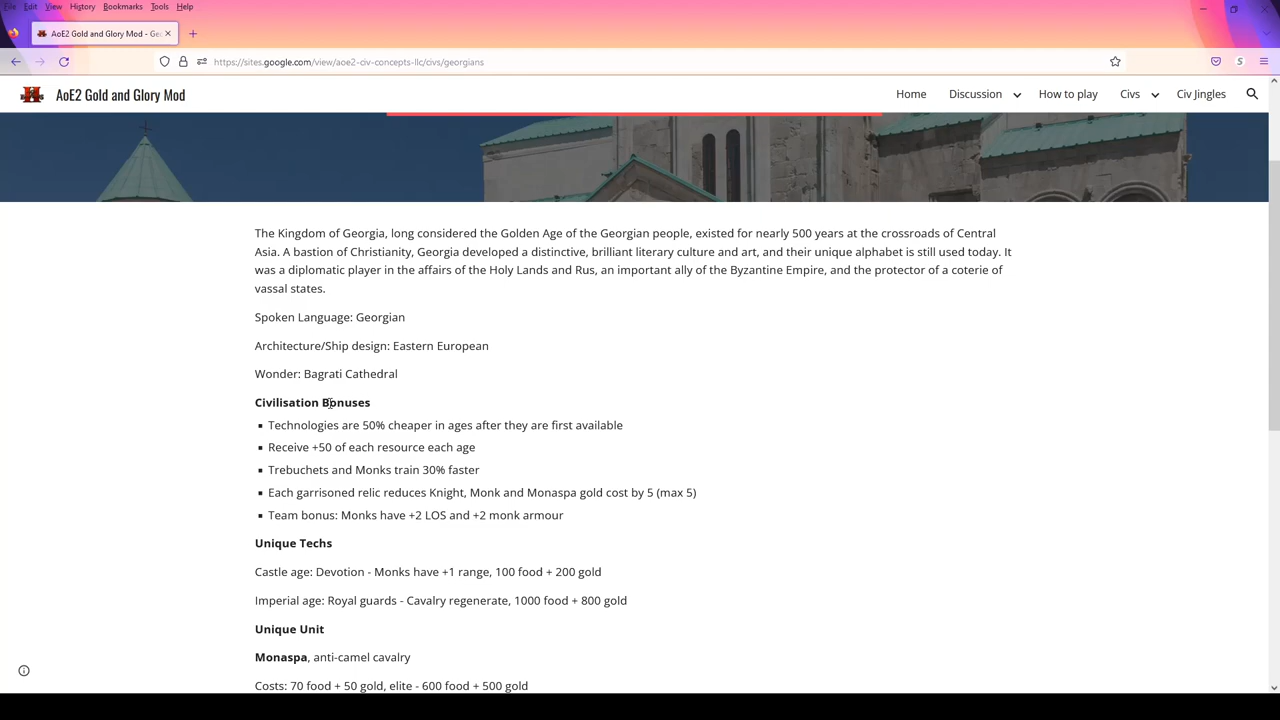 File Edit View History Bookmarks Tools Help
AoE2 Gold and Glory Mod - Geo
https://sites.google.com/view/aoe2-civ-concepts-llc/civs/georgians
AoE2 Gold and Glory Mod Home Discussion How to play Civs Civ Jingles
The Kingdom of Georgia, long considered the Golden Age of the Georgian people, existed for nearly 500 years at the crossroads of Central
Asia. A bastion of Christianity, Georgia developed a distinctive, brilliant literary culture and art, and their unique alphabet is still used today. It
was a diplomatic player in the affairs of the Holy Lands and Rus, an important ally of the Byzantine Empire, and the protector of a coterie of
vassal states.
Spoken Language: Georgian
Architecture/Ship design: Eastern European
Wonder: Bagrati Cathedral
Civilisation Bonuses
▪ Technologies are 50% cheaper in ages after they are first available
▪ Receive +50 of each resource each age
▪ Trebuchets and Monks train 30% faster
▪ Each garrisoned relic reduces Knight, Monk and Monaspa gold cost by 5 (max 5)
▪ Team bonus: Monks have +2 LOS and +2 monk armour
Unique Techs
Castle age: Devotion - Monks have +1 range, 100 food + 200 gold
Imperial age: Royal guards - Cavalry regenerate, 1000 food + 800 gold
Unique Unit
Monaspa, anti-camel cavalry
Costs: 70 food + 50 gold, elite - 600 food + 500 gold